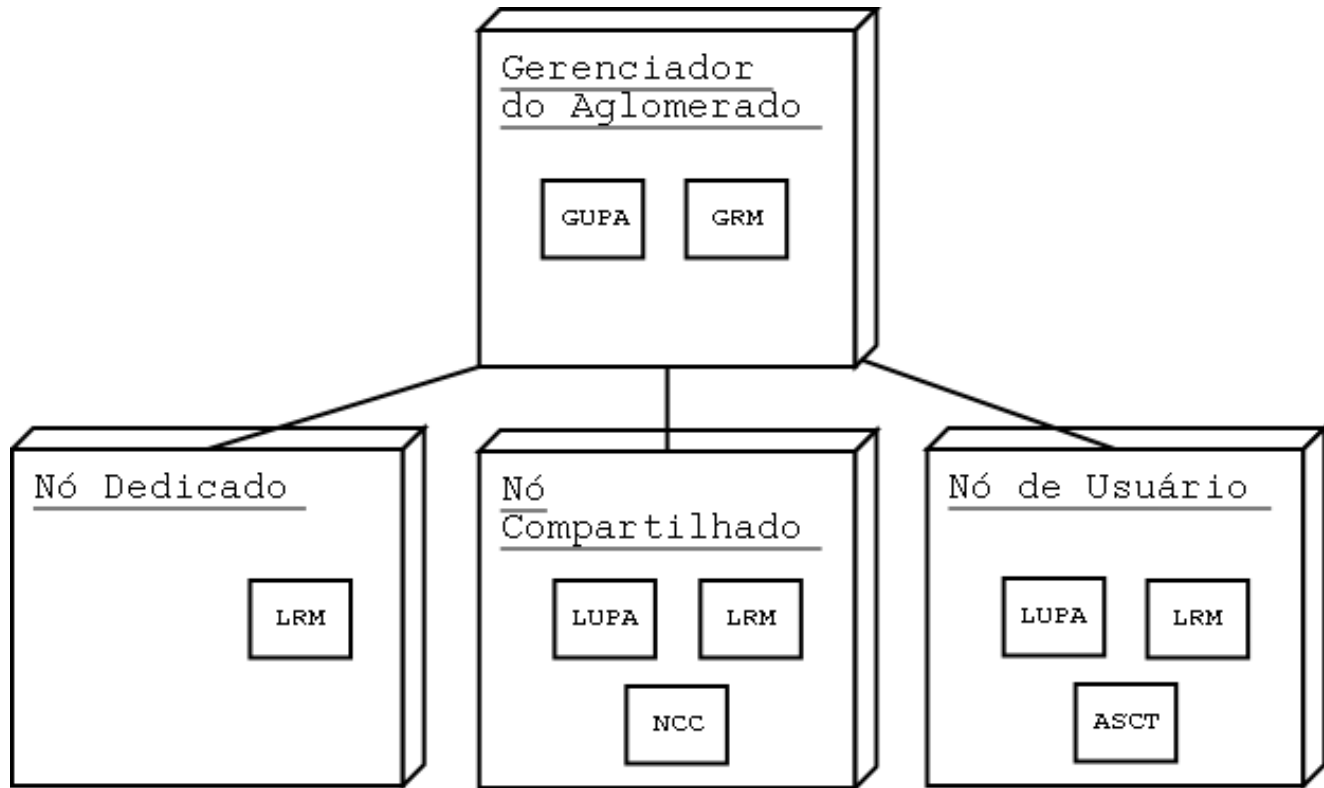 Gerenciador
do Aglomerado
GUPA
GRM
Nó Dedicado
LRM
Nó
Compartilhado
LUPA
LRM
NCC
Nó de Usuário
LUPA
LRM
ASCT